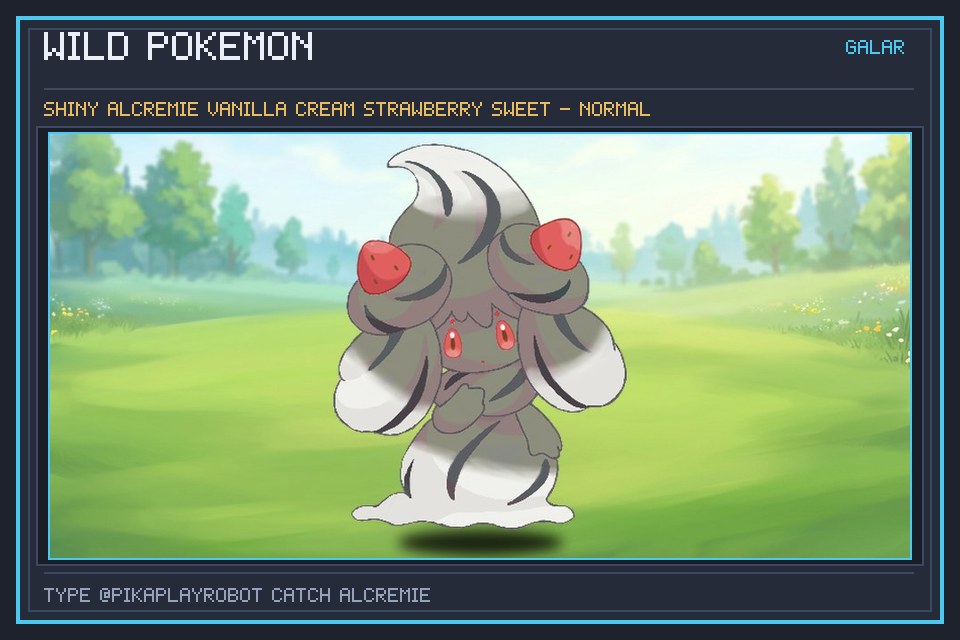 WILD POKEMON
GALAR
SHINY ALCREMIE VANILLA CREAM STRAWBERRY SWEET - NORMAL
TYPE @PIKAPLAYROBOT CATCH ALCREMIE